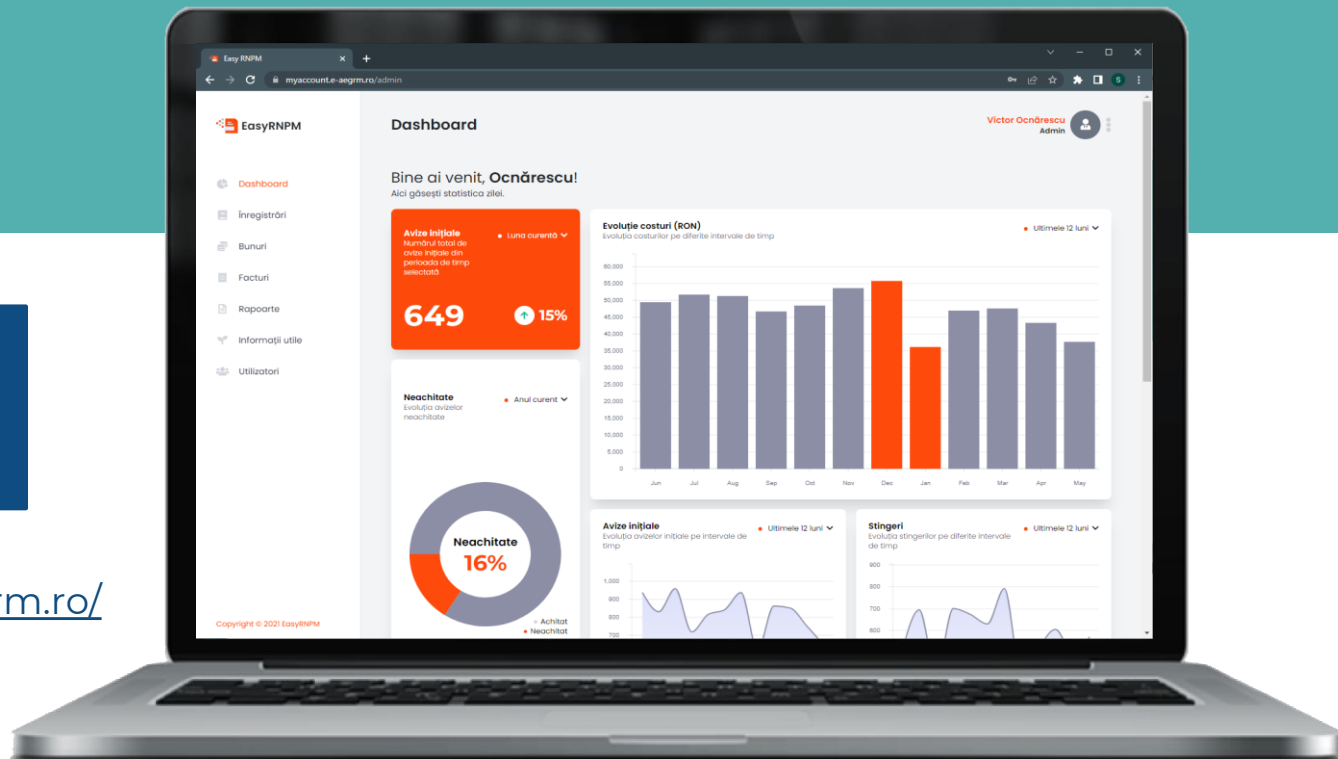 Easy RNPM
myaccount.e-aegrm.ro/admin
S
EasyRNPM
Dashboard
Victor Ocnărescu
Admin
Bine ai venit, Ocnărescu!
Aici găsești statistica zilei.
Dashboard
Înregistrări
Bunuri
Facturi
Rapoarte
Informații utile
Utilizatori
Copyright © 2021 EasyRNPM
Avize inițiale
Luna curentă
Numărul total de
avize inițiale din
perioada de timp
selectată
649
15%
Neachitate
Anul curent
Evoluția avizelor
neachitate
Neachitate
16%
Achitat
Neachitat
Evoluție costuri (RON)
Ultimele 12 luni
Evoluția costurilor pe diferite intervale de timp
60,000
55,000
50,000
45,000
40,000
35,000
30,000
25,000
20,000
15,000
10,000
5,000
0
Jun Jul Aug Sep Oct Nov Dec Jan Feb Mar Apr May
Avize inițiale
Ultimele 12 luni
Evoluția avizelor inițiale pe intervale de
timp
1,000
900
800
700
Stingeri
Ultimele 12 luni
Evoluția stingerilor pe diferite intervale
de timp
900
800
700
600
rm.ro/